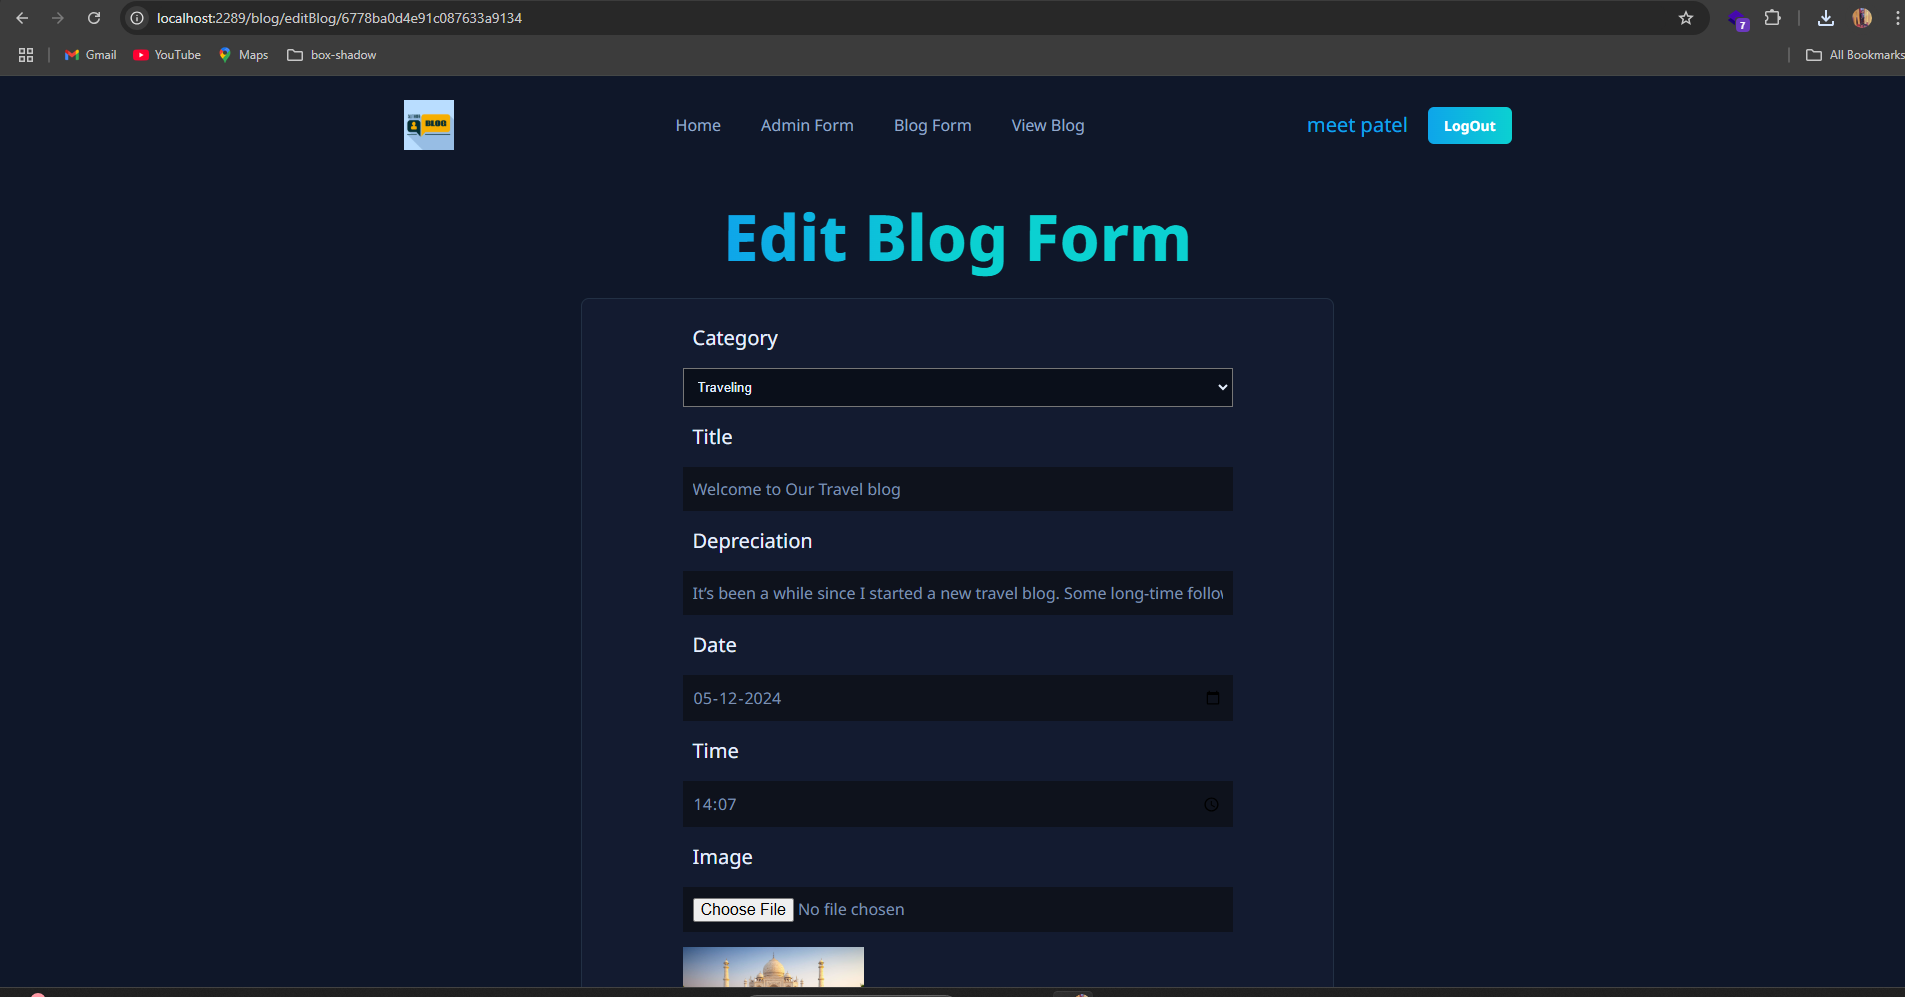 localhost:2289/blog/editBlog/6778ba0d4e91c087633a9134
7
Gmail YouTube Maps box-shadow All Bookmarks
BLOG
Home Admin Form Blog Form View Blog meet patel LogOut
Edit Blog Form
Category
Traveling
Title
Welcome to Our Travel blog
Depreciation
It’s been a while since I started a new travel blog. Some long-time follow
Date
05-12-2024
Time
14:07
Image
Choose File No file chosen